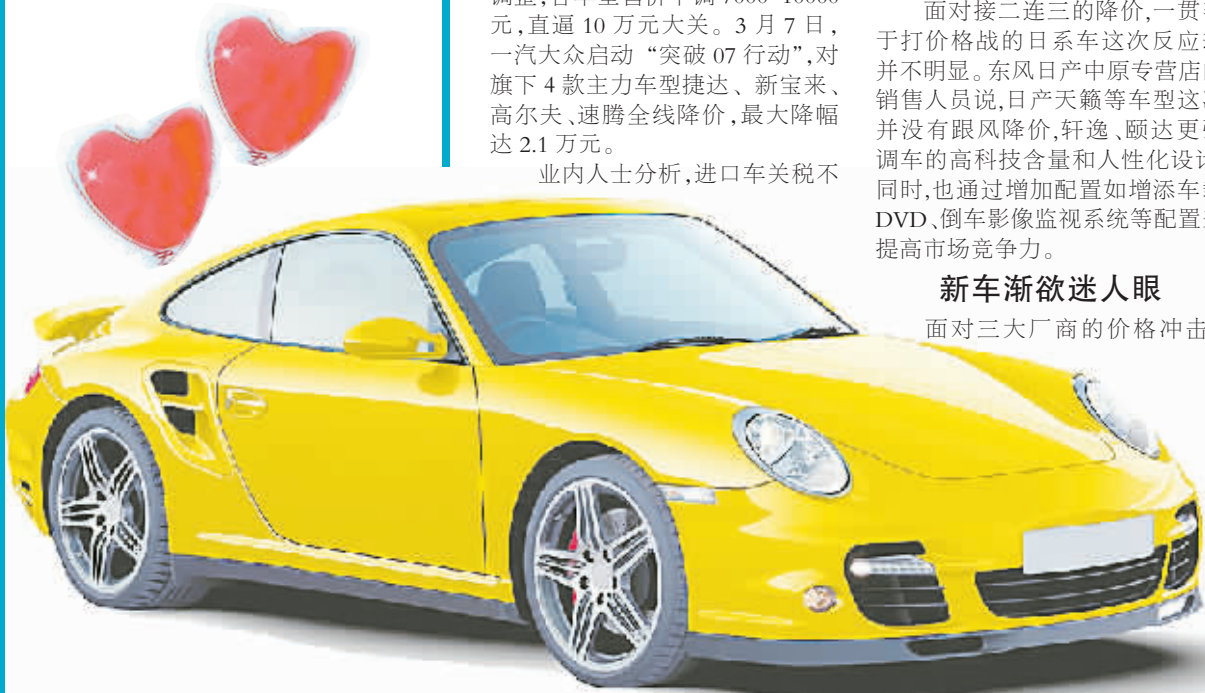 元,直逼 10 万元大关。3 月 7 日,
一汽大众启动“突破 07 行动”,对
旗下 4 款主力车型捷达、新宝来、
高尔夫、速腾全线降价,最大降幅
达 2.1 万元。
业内人士分析,进口车关税不
面对接二连三的降价,一贯
于打价格战的日系车这次反应
并不明显。东风日产中原专营店
销售人员说,日产天籁等车型这
并没有跟风降价,轩逸、颐达更
调车的高科技含量和人性化设计
同时,也通过增加配置如增添车
DVD、倒车影像监视系统等配置
提高市场竞争力。
新车渐欲迷人眼
面对三大厂商的价格冲击